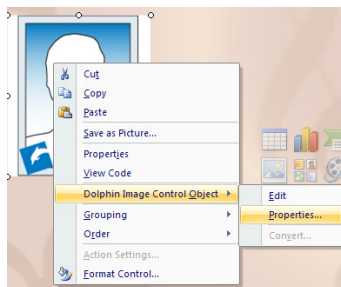 Cut
Copy
Paste
Save as Picture...
Properties
View Code
Dolphin Image Control Object
Edit
Grouping
Properties...
Order
Convert...
Action Settings...
Format Control...